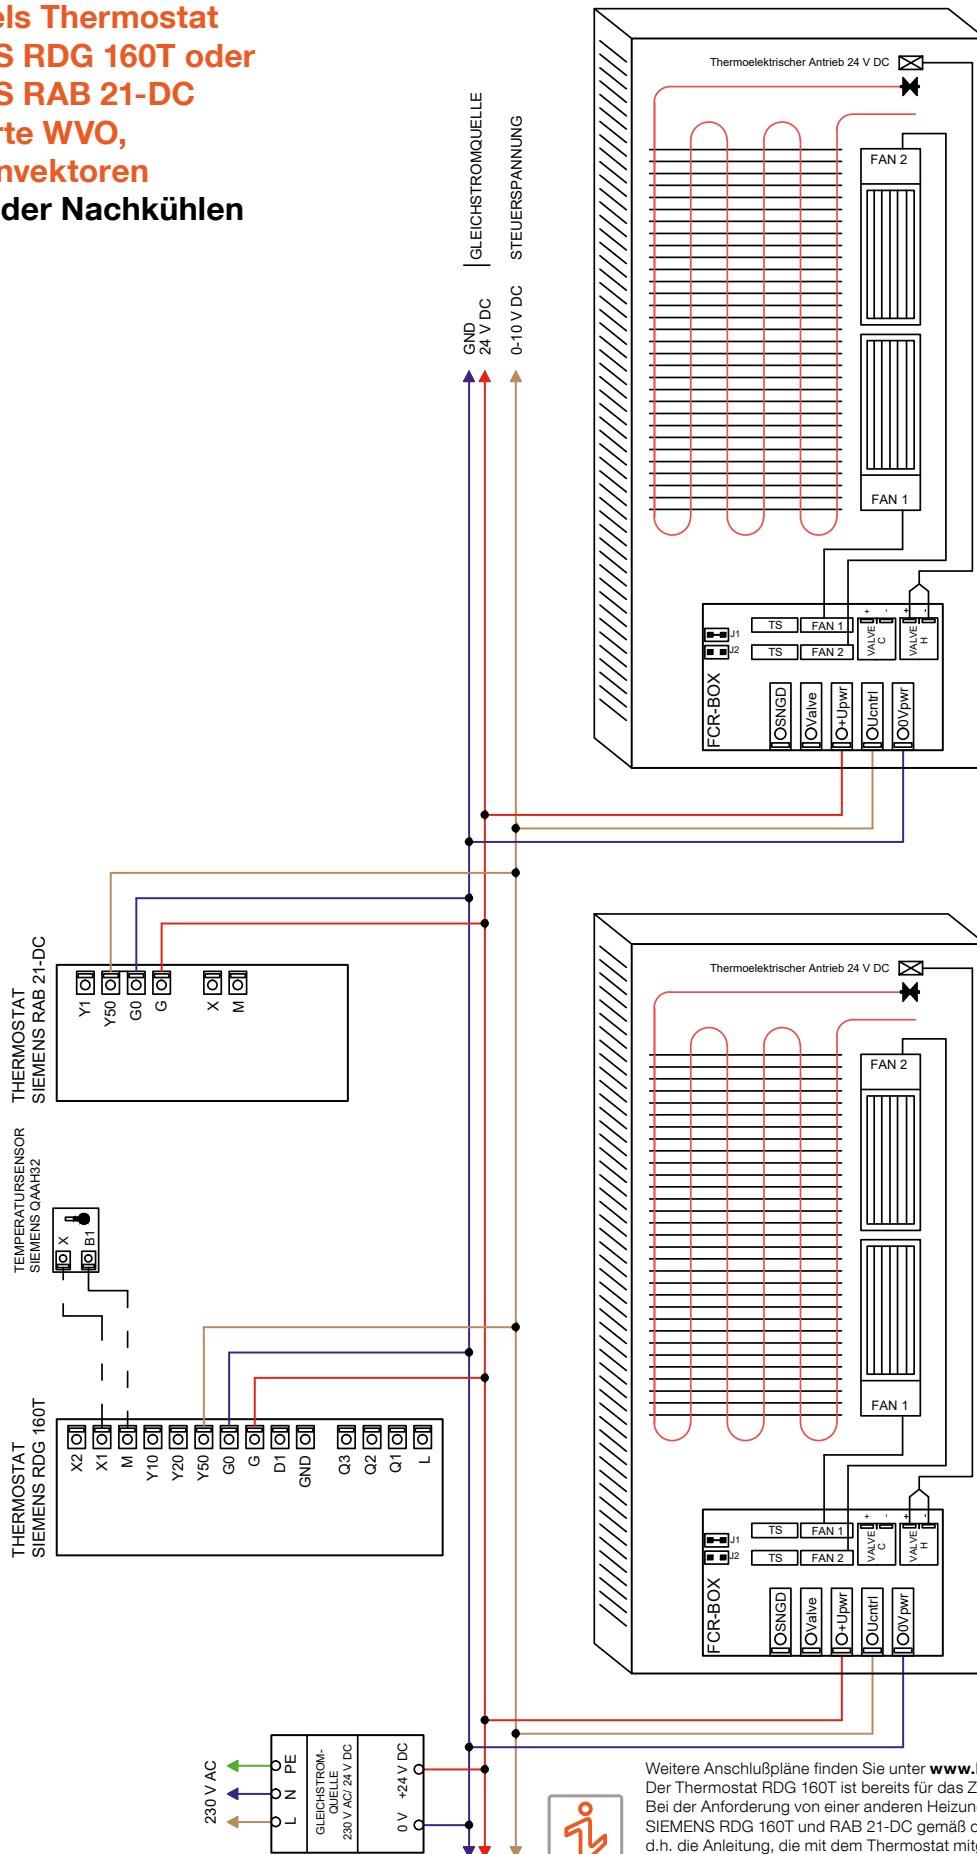 els Thermostat
S RDG 160T oder
S RAB 21-DC
rte WVO,
nvektoren
der Nachkühlen
GLEICHSTROMQUELLE
STEUERSPANNUNG
GND
24 V DC
0-10 V DC
Thermoelektrischer Antrieb 24 V DC
FAN 2
FAN 1
J1
J2
TS
FAN 1
TS
FAN 2
+ -
VALVE
C
+ -
VALVE
H
FCR-BOX
SNGD
Valve
+Upwr
Ucntrl
0Vpwr
THERMOSTAT
SIEMENS RAB 21-DC
Y1
Y50
G0
G
X
M
Thermoelektrischer Antrieb 24 V DC
FAN 2
FAN 1
J1
J2
TS
FAN 1
TS
FAN 2
+ -
VALVE
C
+ -
VALVE
H
FCR-BOX
SNGD
Valve
+Upwr
Ucntrl
0Vpwr
TEMPERATURSENSOR
SIEMENS QAAH32
X
B1
THERMOSTAT
SIEMENS RDG 160T
X2
X1
M
Y10
Y20
Y50
G0
G
D1
GND
Q3
Q2
Q1
L
230 V AC
PE
N
L
GLEICHSTROM-
QUELLE
230 V AC/ 24 V DC
+24 V DC
0 V
Weitere Anschlußpläne finden Sie unter www.
Der Thermostat RDG 160T ist bereits für das Z
Bei der Anforderung von einer anderen Heizun
SIEMENS RDG 160T und RAB 21-DC gemäß
d.h. die Anleitung, die mit dem Thermostat mit